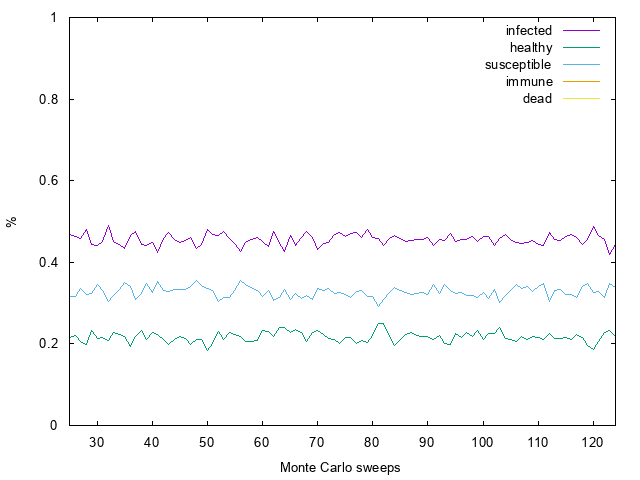 1
0.8
0.6
0.4
0.2
0
%
infected
healthy
susceptible
immune
dead
30 40 50 60 70 80 90 100 110 120
Monte Carlo sweeps